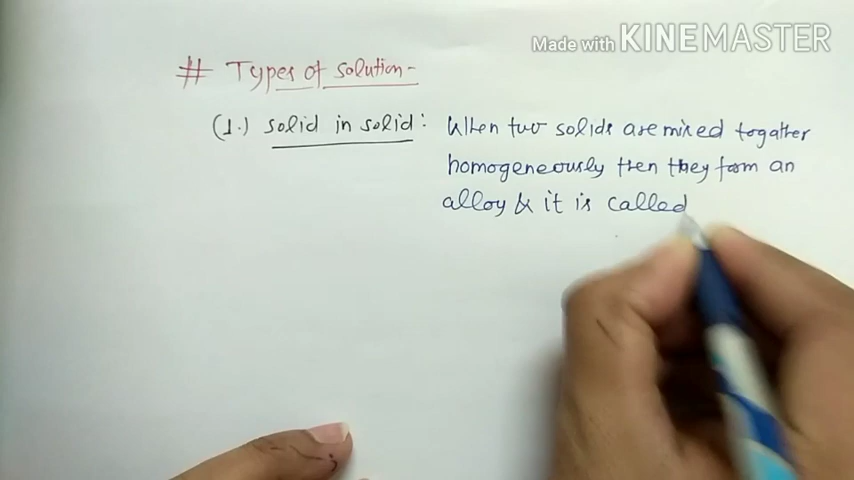 Made with KINEMASTER
# Types of solution-
(1.) solid in solid: When two solids are mixed togather
homogeneously then they form an
alloy & it is called